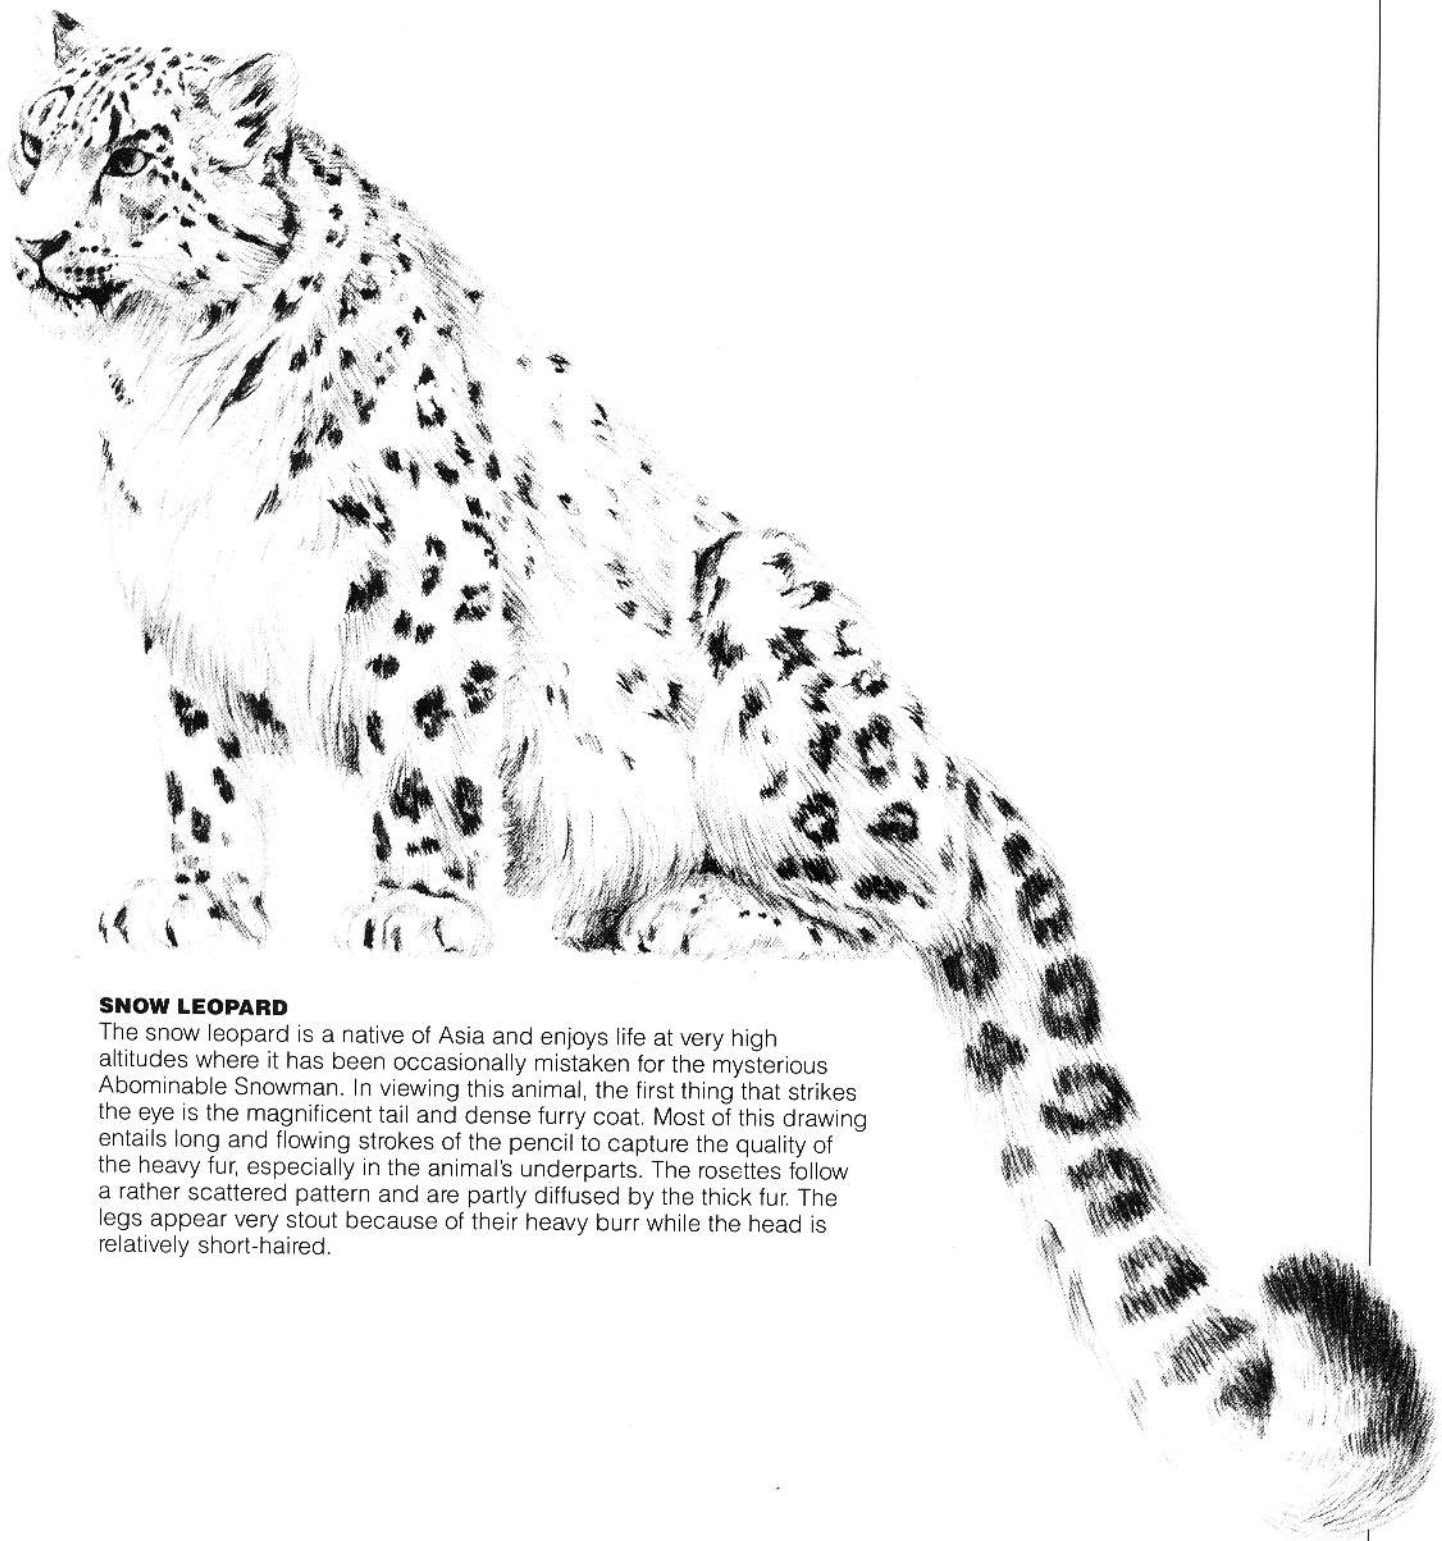 SNOW LEOPARD
The snow leopard is a native of Asia and enjoys life at very high
altitudes where it has been occasionally mistaken for the mysterious
Abominable Snowman. In viewing this animal, the first thing that strikes
the eye is the magnificent tail and dense furry coat. Most of this drawing
entails long and flowing strokes of the pencil to capture the quality of
the heavy fur, especially in the animal's underparts. The rosettes follow
a rather scattered pattern and are partly diffused by the thick fur. The
legs appear very stout because of their heavy burr while the head is
relatively short-haired.